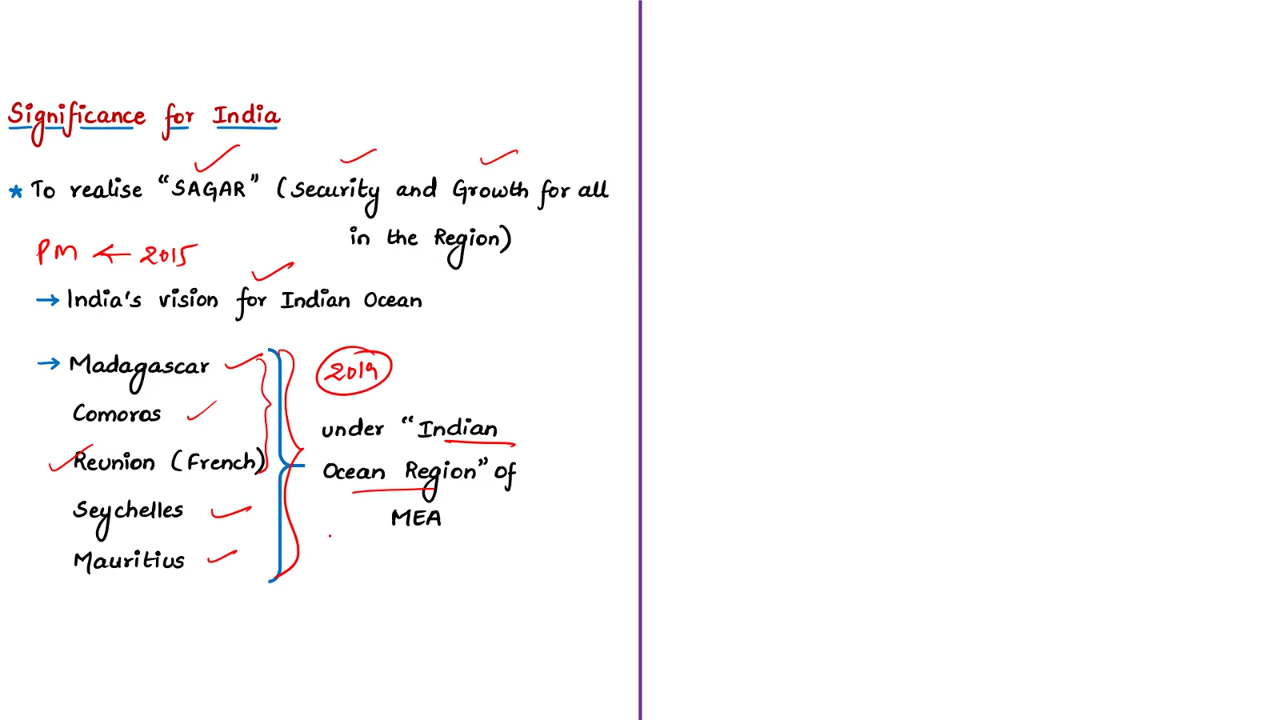 Significance for India
* To realise "SAGAR" (Security and Growth for all
in the Region)
PM ← 2015
→ India's vision for Indian Ocean
→ Madagascar
2019
Comoros
under "Indian
Reunion (French)
Ocean Region" of
Seychelles
MEA
Mauritius